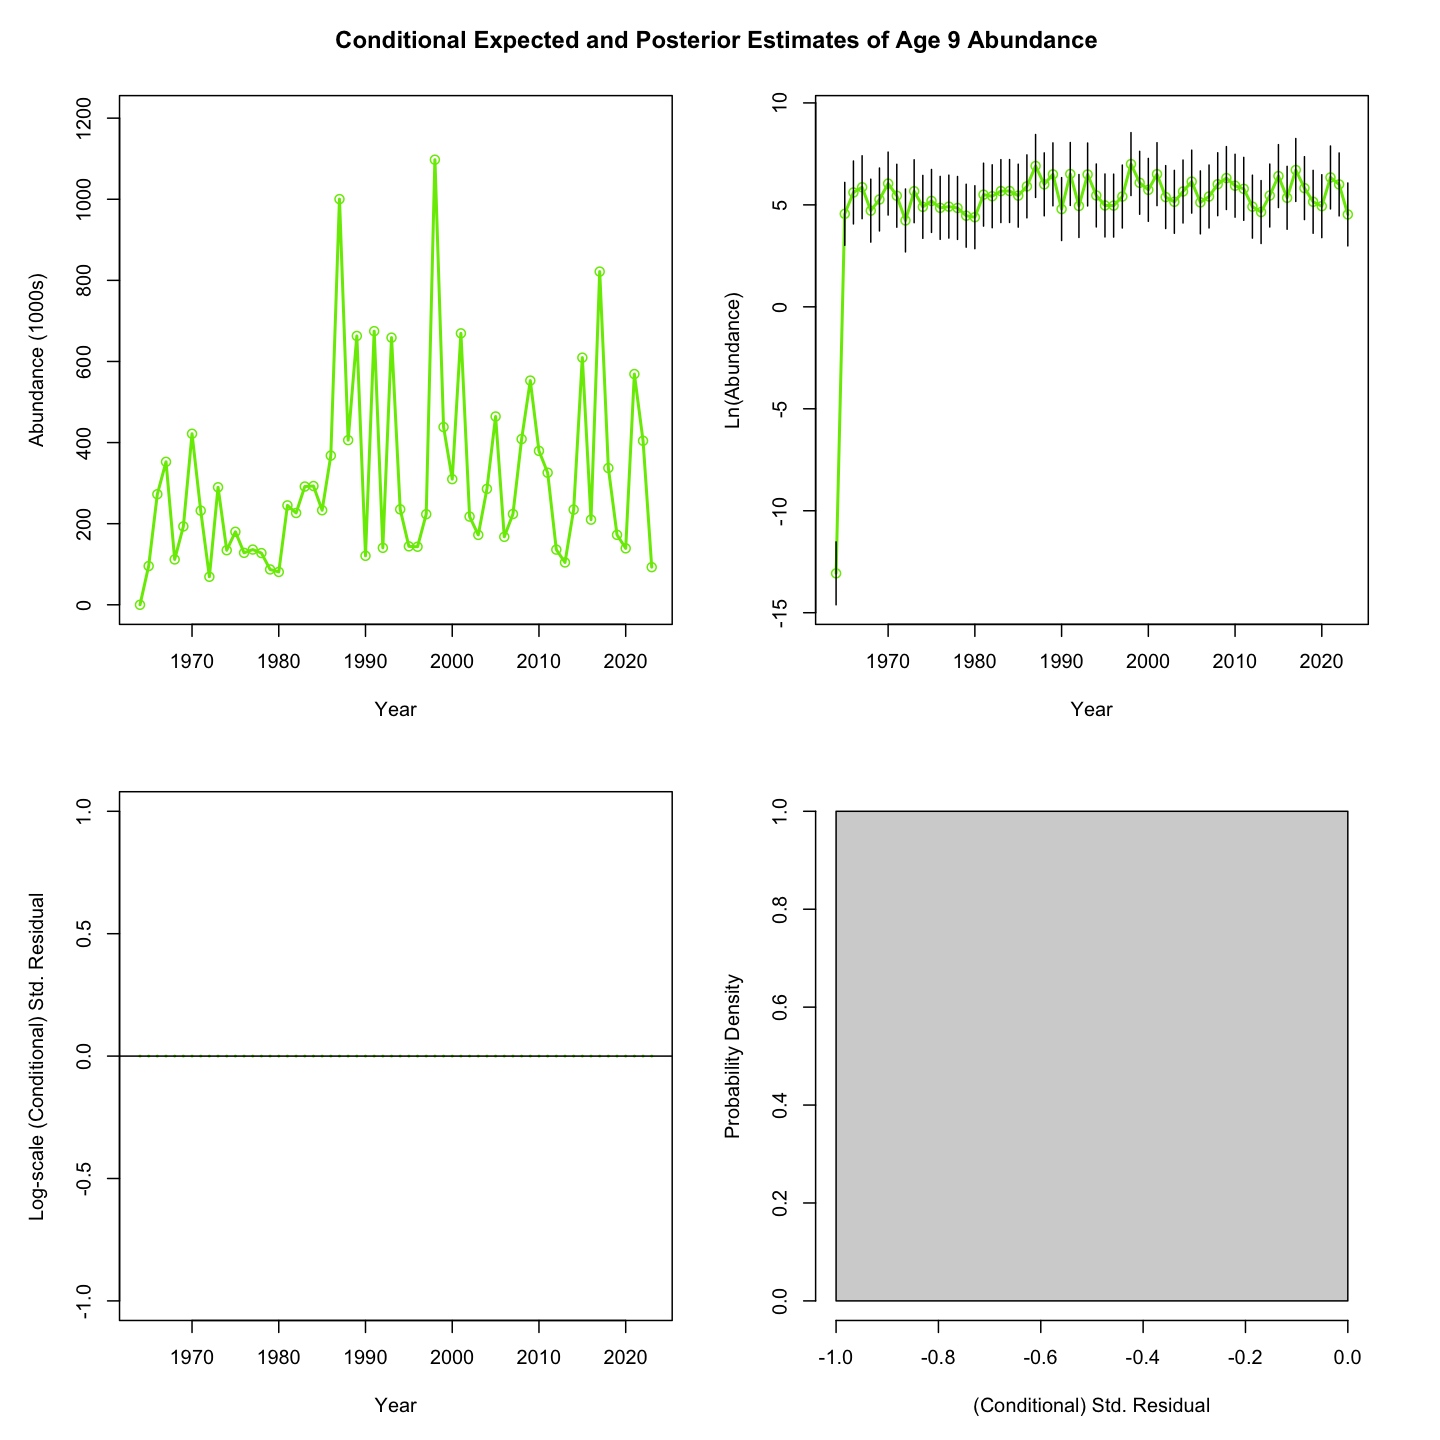 Conditional Expected and Posterior Estimates of Age 9 Abundance
Abundance (1000s)
1200
1000
800
600
400
200
0
1970 1980 1990 2000 2010 2020
Year
Ln(Abundance)
10
5
0
-5
-10
-15
1970 1980 1990 2000 2010 2020
Year
Log-scale (Conditional) Std. Residual
1.0
0.5
0.0
-0.5
-1.0
1970 1980 1990 2000 2010 2020
Year
Probability Density
1.0
0.8
0.6
0.4
0.2
0.0
-1.0 -0.8 -0.6 -0.4 -0.2 0.0
(Conditional) Std. Residual